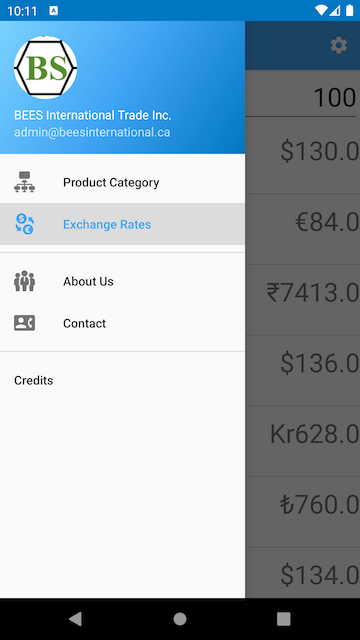 10:11
A
BS
BEES International Trade Inc.
admin@beesinternational.ca
Product Category
Exchange Rates
About Us
Contact
Credits
100
$130.0
€84.0
₹7413.0
$136.0
Kr628.0
₺760.0
$134.0